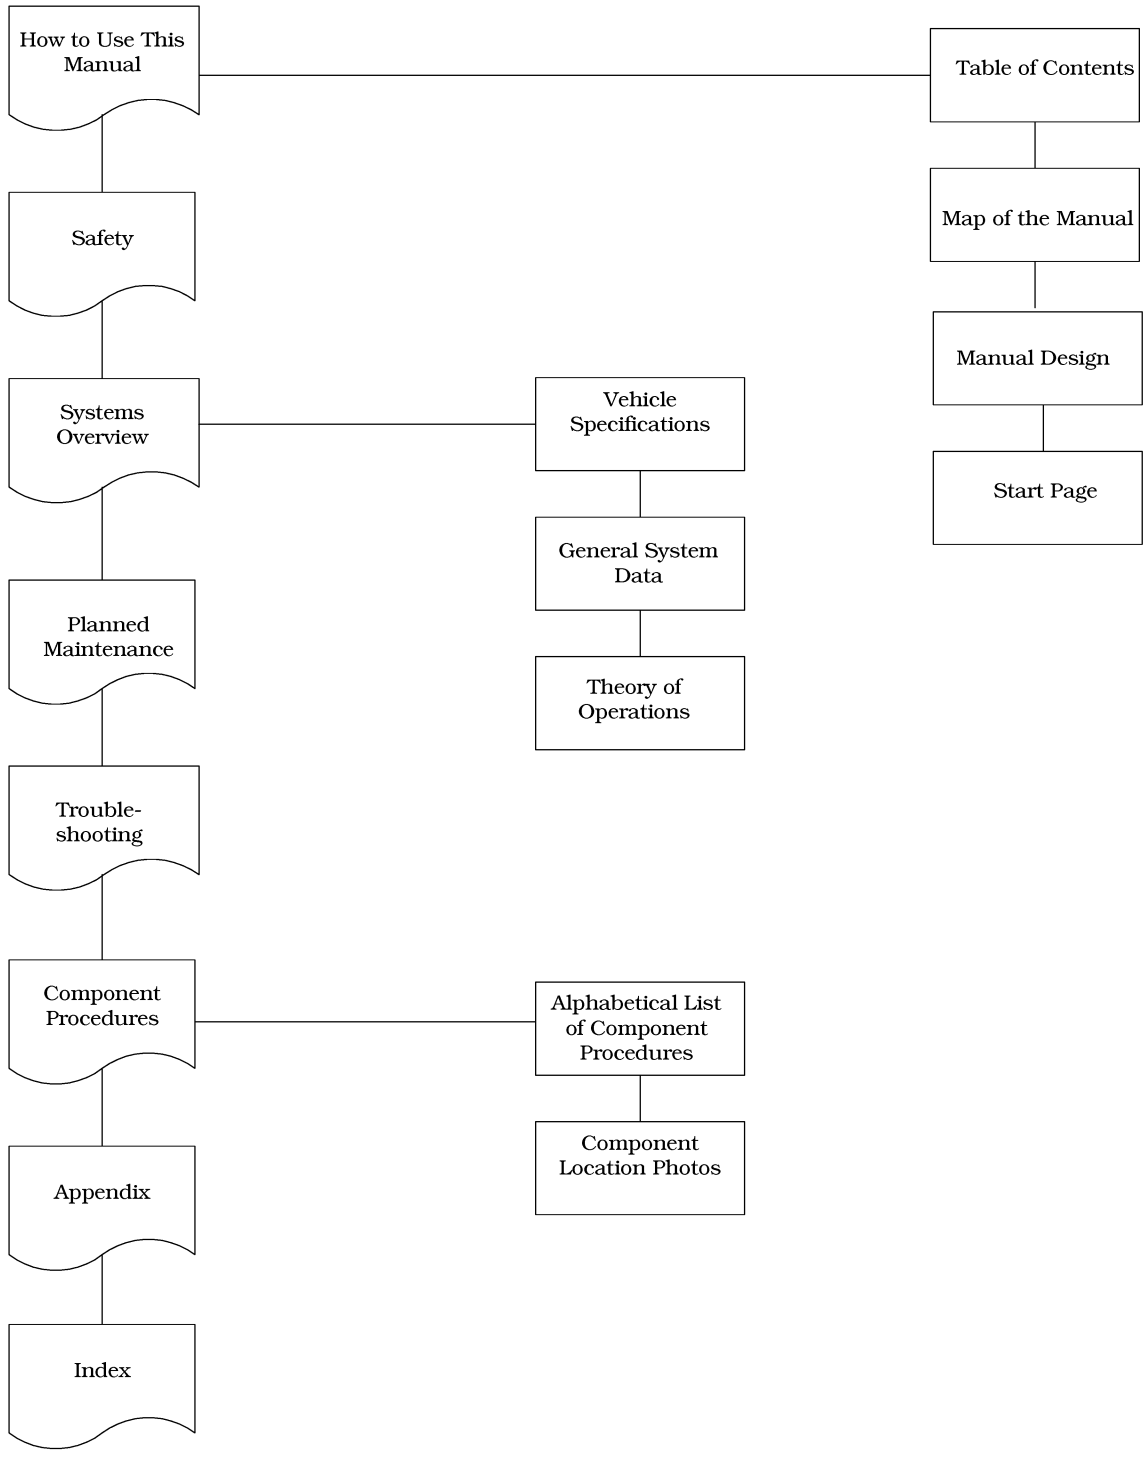 How to Use This
Manual
Table of Contents
Safety
Map of the Manual
Manual Design
Systems
Overview
Vehicle
Specifications
Start Page
General System
Data
Planned
Maintenance
Theory of
Operations
Trouble-
shooting
Component
Procedures
Alphabetical List
of Component
Procedures
Component
Location Photos
Appendix
Index